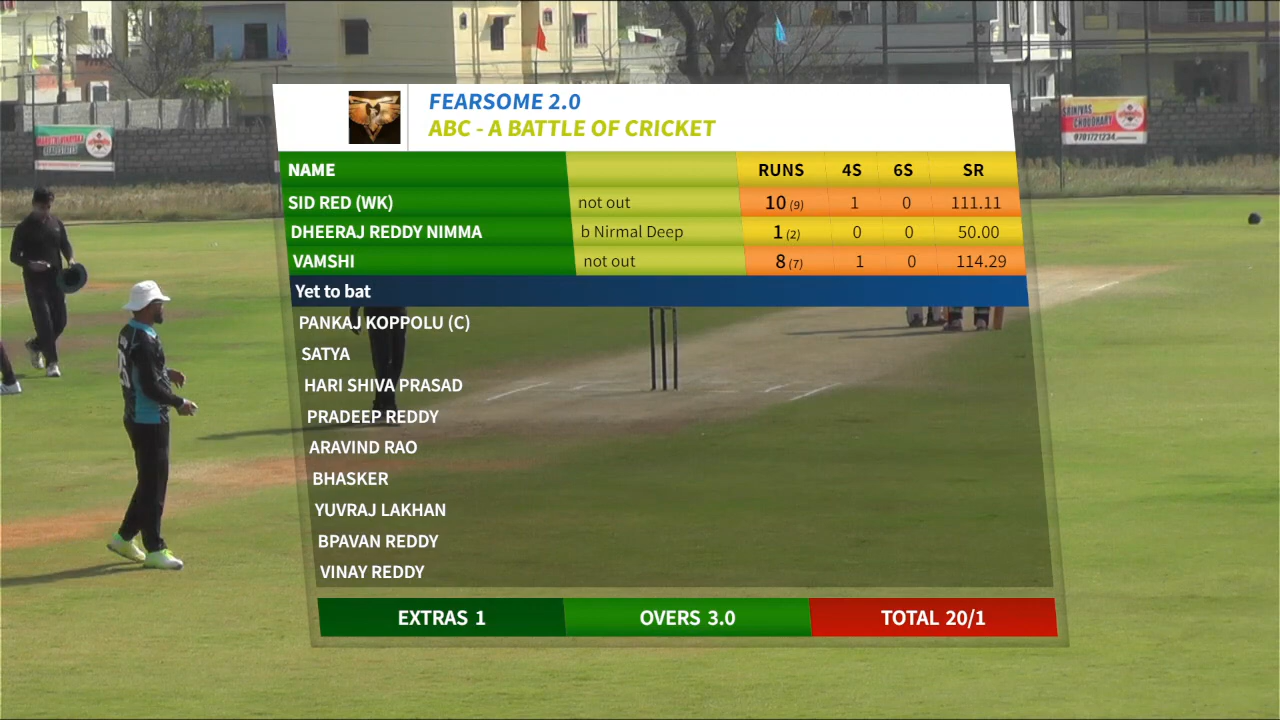 FEARSOME 2.0
ABC - A BATTLE OF CRICKET
NAME RUNS 4S 6S SR
SID RED (WK) not out 10 (9) 1 0 111.11
DHEERAJ REDDY NIMMA b Nirmal Deep 1 (2) 0 0 50.00
VAMSHI not out 8 (7) 1 0 114.29
Yet to bat
PANKAJ KOPPOLU (C)
SATYA
HARI SHIVA PRASAD
PRADEEP REDDY
ARAVIND RAO
BHASKER
YUVRAJ LAKHAN
BPAVAN REDDY
VINAY REDDY
EXTRAS 1 OVERS 3.0 TOTAL 20/1
SRINIVAS
CHOUDHARY
9701721234